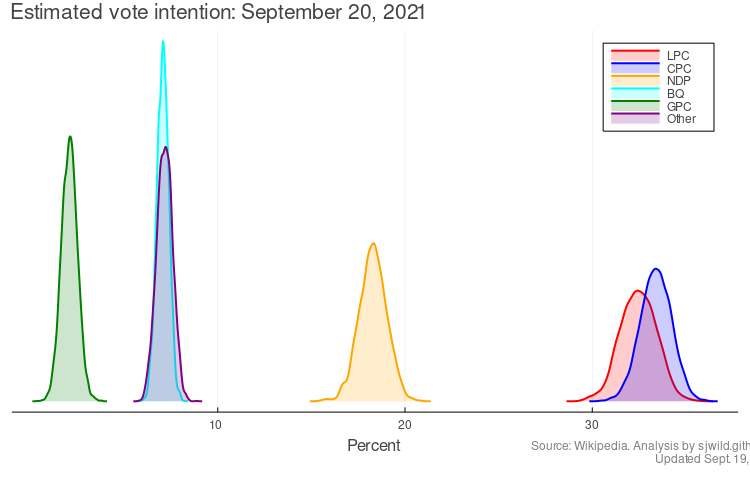 Estimated vote intention: September 20, 2021
LPC
CPC
NDP
BQ
GPC
Other
10
20
30
Percent
Source: Wikipedia. Analysis by sjwild.gith
Updated Sept. 19,